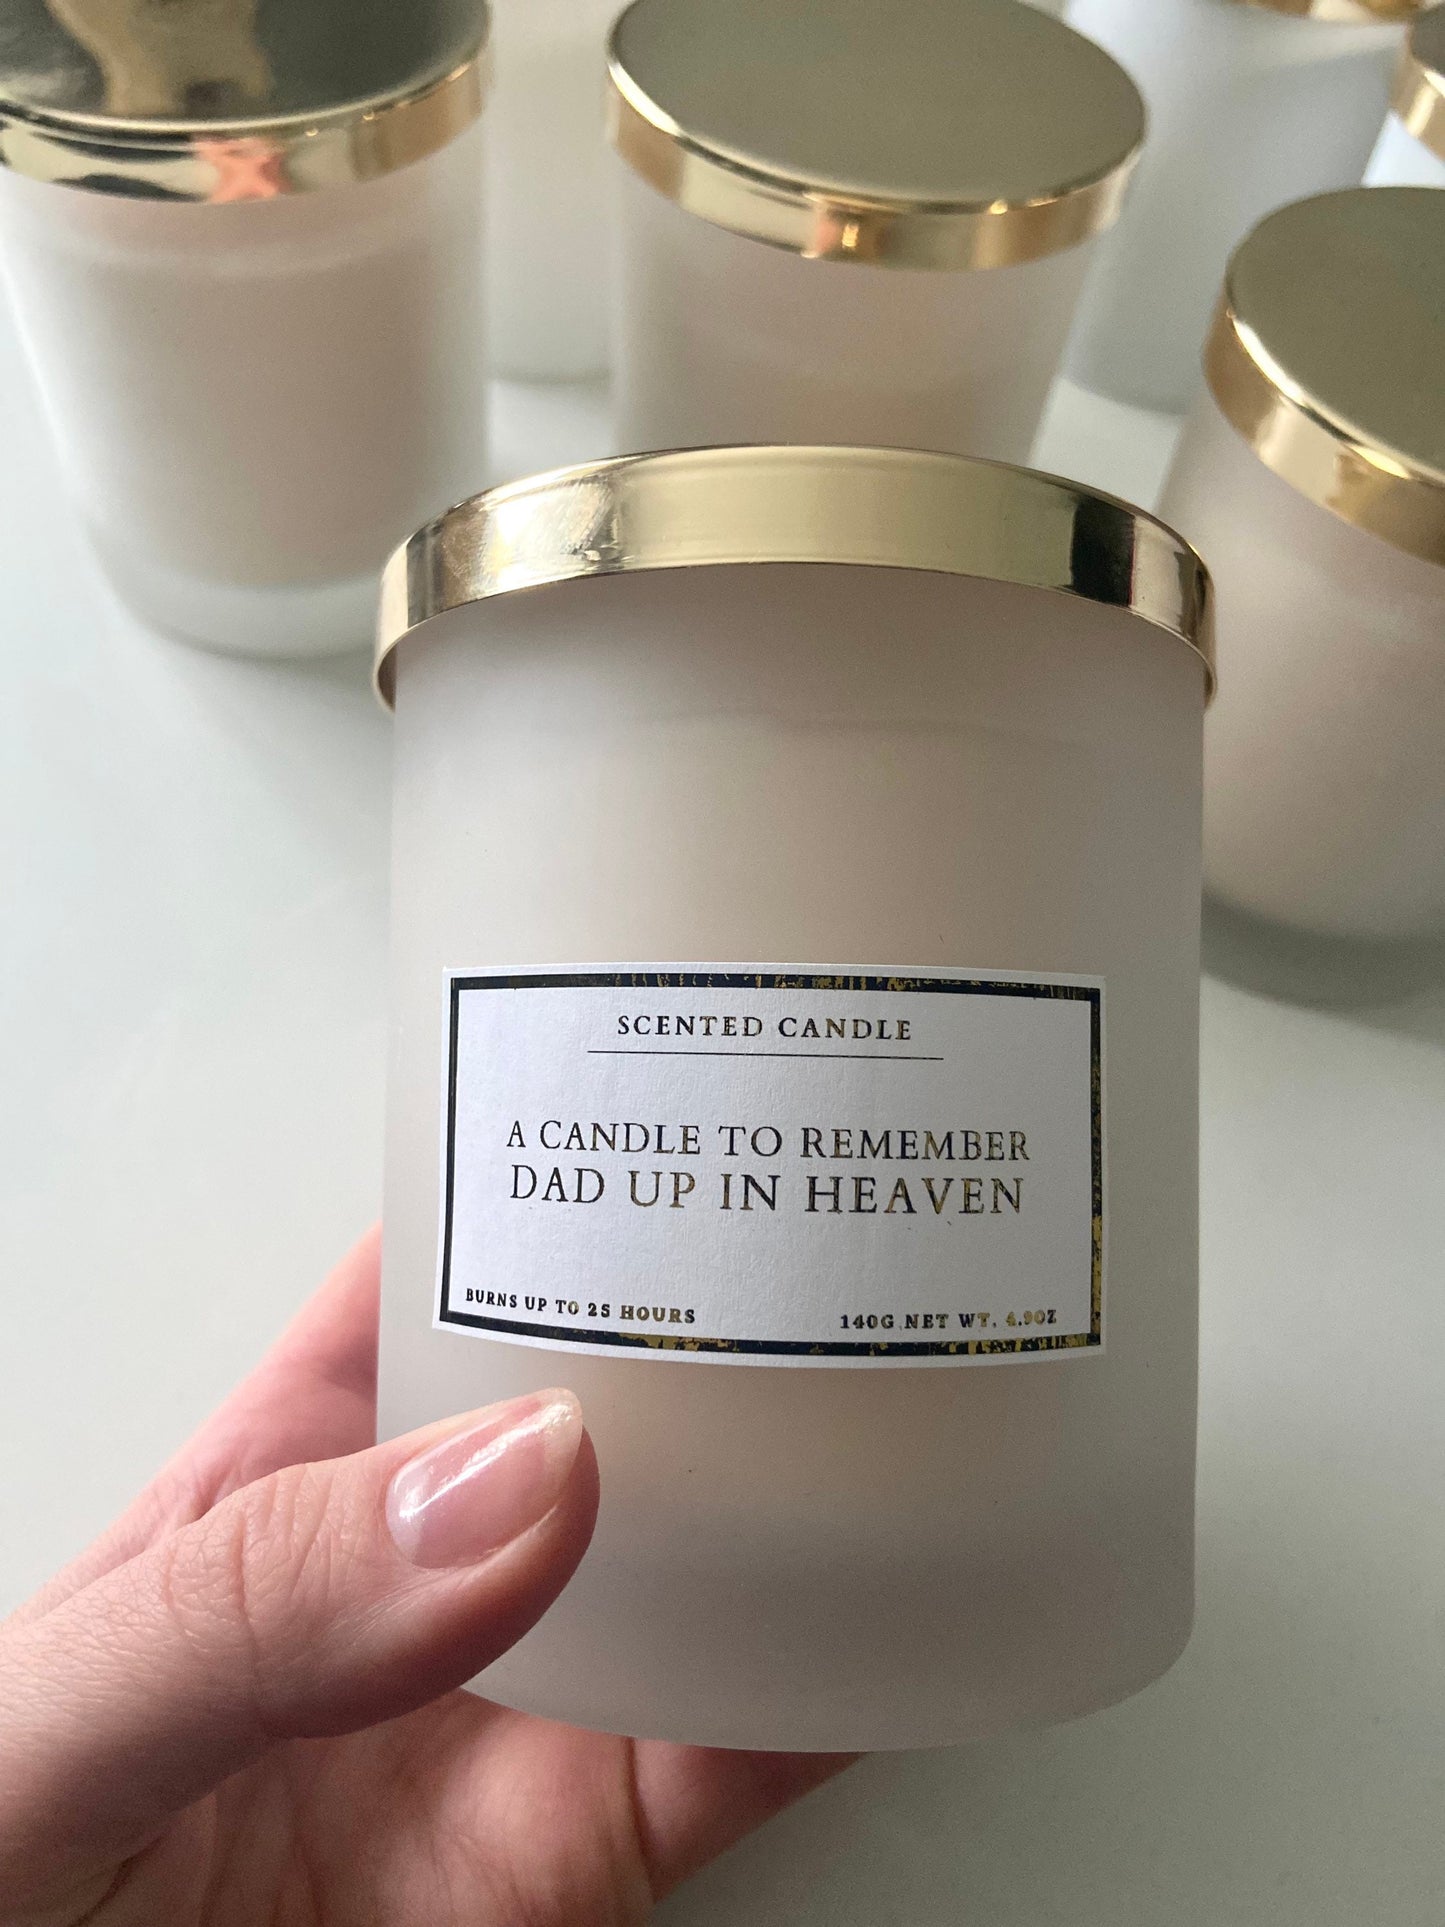 SCENTED CANDLE
A CANDLE TO REMEMBER
DAD UP IN HEAVEN
BURNS UP TO 25 HOURS
140G NET WT. 4.9OZ